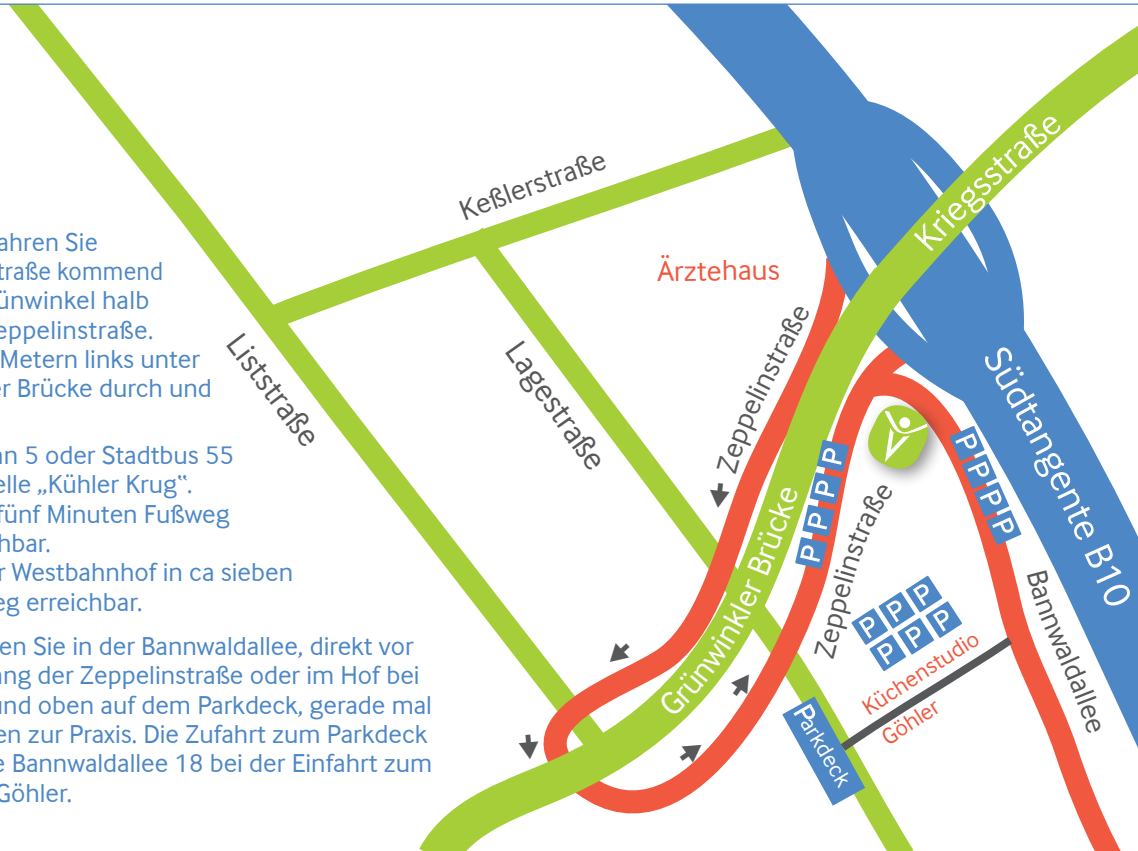 ahren Sie
traße kommend
ünwinkel halb
eppelinstraße.
Metern links unter
er Brücke durch und
an 5 oder Stadtbus 55
elle „Kühler Krug“.
fünf Minuten Fußweg
hbar.
r Westbahnhof in ca sieben
eg erreichbar.
en Sie in der Bannwaldallee, direkt vor
ang der Zeppelinstraße oder im Hof bei
und oben auf dem Parkdeck, gerade mal
en zur Praxis. Die Zufahrt zum Parkdeck
e Bannwaldallee 18 bei der Einfahrt zum
Göhler.
Keßlerstraße
Kriegsstraße
Ärztehaus
Liststraße
Lagestraße
Zeppelinstraße
Südtangente B10
Grünwinkler Brücke
P P P P
Zeppelinstraße
P P P P
Bannwaldallee
P P P
P P P
Küchenstudio
Göhler
Parkdeck